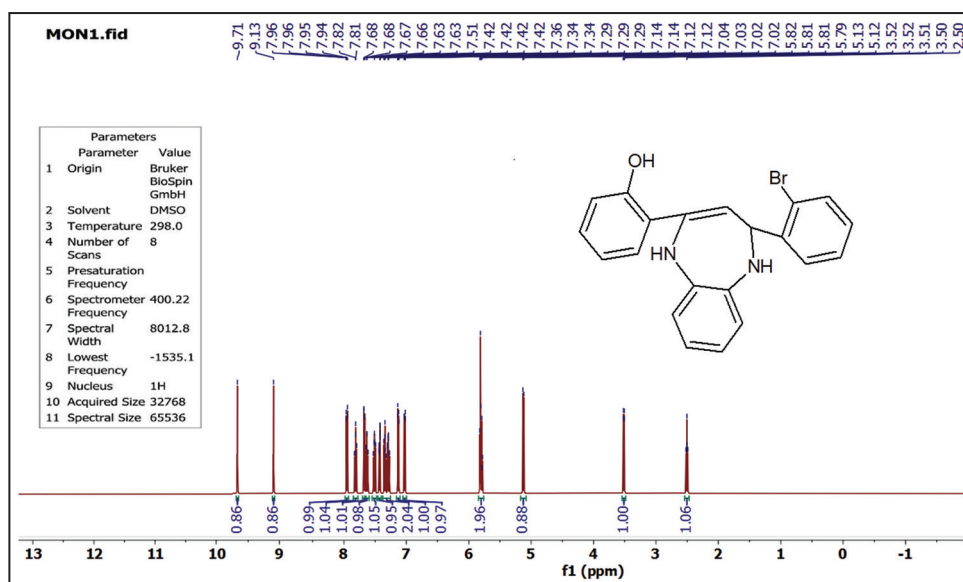 MON1.fid
9.71
9.13
7.96
7.96
7.95
7.94
7.82
7.81
7.68
7.68
7.67
7.66
7.63
7.63
7.51
7.42
7.42
7.42
7.42
7.36
7.34
7.34
7.29
7.29
7.14
7.14
7.12
7.12
7.04
7.03
7.02
7.02
5.82
5.81
5.81
5.79
5.13
5.12
3.52
3.52
3.51
3.50
2.50
Parameters
Parameter Value
1 Origin Bruker
BioSpin
GmbH
2 Solvent DMSO
3 Temperature 298.0
4 Number of 8
Scans
5 Presaturation
Frequency
6 Spectrometer 400.22
Frequency
7 Spectral 8012.8
Width
8 Lowest -1535.1
Frequency
9 Nucleus 1H
10 Acquired Size 32768
11 Spectral Size 65536
OH
Br
HN
NH
0.86
0.86
0.99
1.04
1.01
0.98
1.05
0.95
2.04
1.00
0.97
1.96
0.88
1.00
1.06
13 12 11 10 9 8 7 6 5 4 3 2 1 0 -1
f1 (ppm)